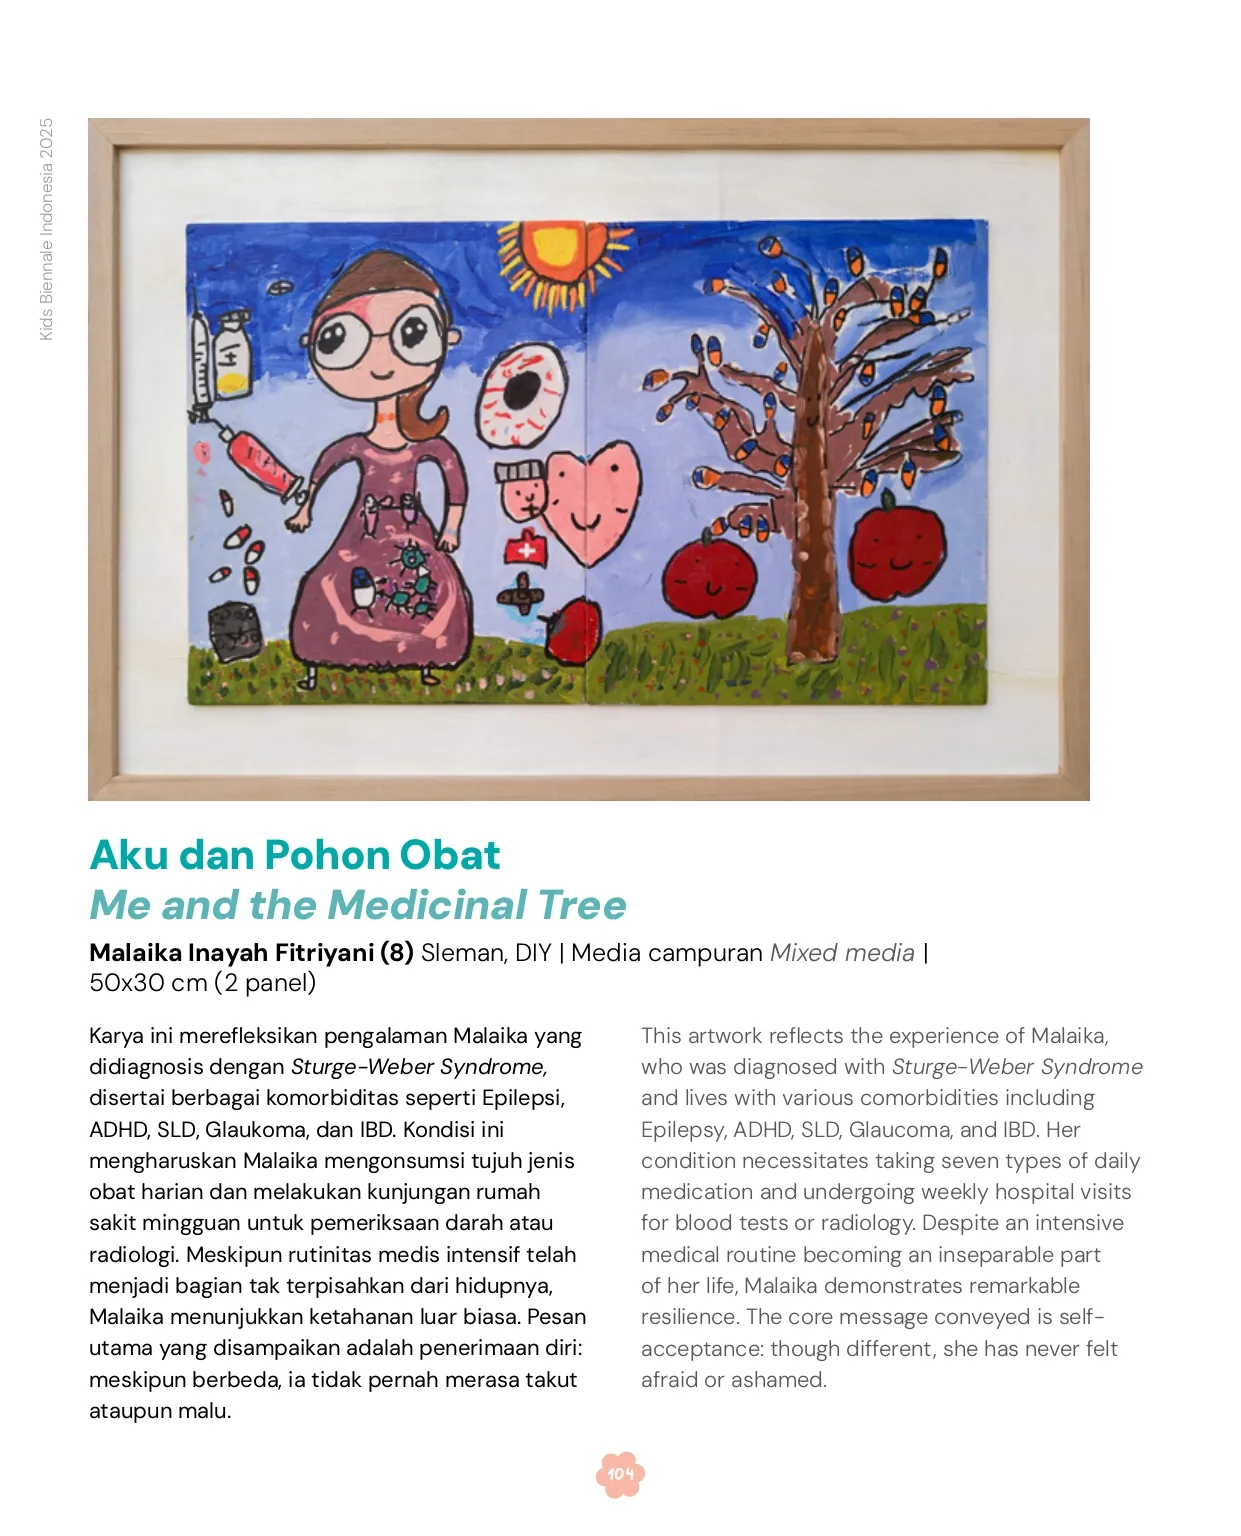 Kids Biennale Indonesia 2025
Aku dan Pohon Obat
Me and the Medicinal Tree
Malaika Inayah Fitriyani (8) Sleman, DIY | Media campuran Mixed media |
50x30 cm (2 panel)
Karya ini merefleksikan pengalaman Malaika yang
didiagnosis dengan Sturge-Weber Syndrome,
disertai berbagai komorbiditas seperti Epilepsi,
ADHD, SLD, Glaukoma, dan IBD. Kondisi ini
mengharuskan Malaika mengonsumsi tujuh jenis
obat harian dan melakukan kunjungan rumah
sakit mingguan untuk pemeriksaan darah atau
radiologi. Meskipun rutinitas medis intensif telah
menjadi bagian tak terpisahkan dari hidupnya,
Malaika menunjukkan ketahanan luar biasa. Pesan
utama yang disampaikan adalah penerimaan diri:
meskipun berbeda, ia tidak pernah merasa takut
ataupun malu.
This artwork reflects the experience of Malaika,
who was diagnosed with Sturge-Weber Syndrome
and lives with various comorbidities including
Epilepsy, ADHD, SLD, Glaucoma, and IBD. Her
condition necessitates taking seven types of daily
medication and undergoing weekly hospital visits
for blood tests or radiology. Despite an intensive
medical routine becoming an inseparable part
of her life, Malaika demonstrates remarkable
resilience. The core message conveyed is self-
acceptance: though different, she has never felt
afraid or ashamed.
104